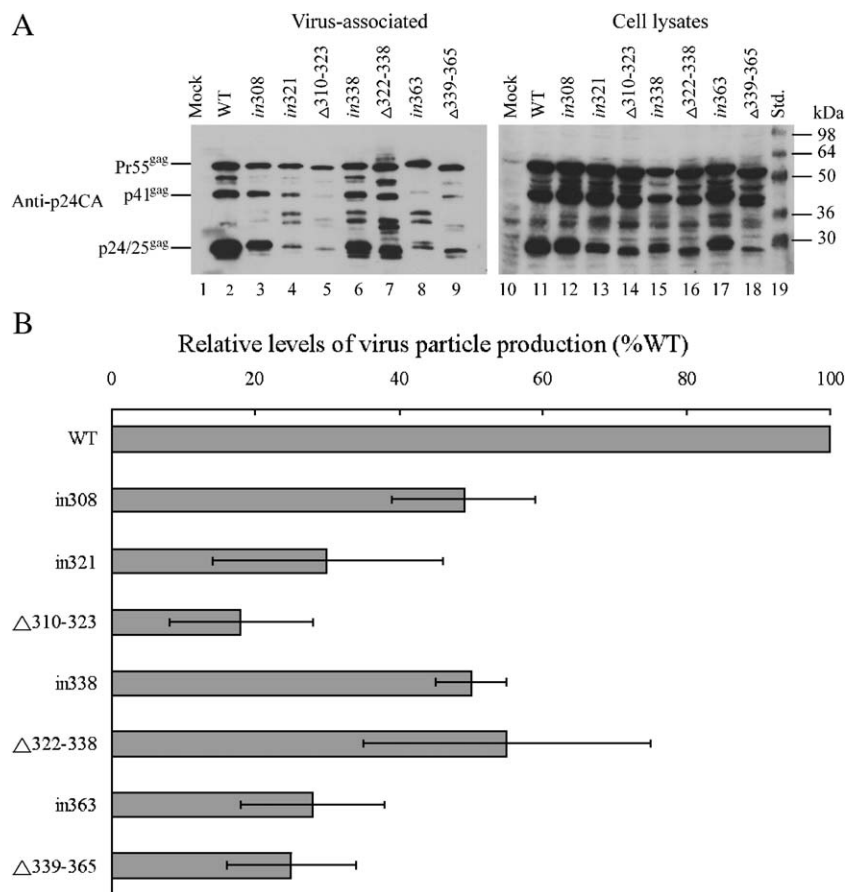 A
Virus-associated
Cell lysates
Mock
WT
in308
in321
Δ310-323
in338
Δ322-338
in363
Δ339-365
Mock
WT
in308
in321
Δ310-323
in338
Δ322-338
in363
Δ339-365
Std.
kDa
98
64
50
36
30
Anti-p24CA
Pr55gag
p41gag
p24/25gag
1 2 3 4 5 6 7 8 9 10 11 12 13 14 15 16 17 18 19
B
Relative levels of virus particle production (%WT)
0 20 40 60 80 100
WT
in308
in321
△310-323
in338
△322-338
in363
△339-365